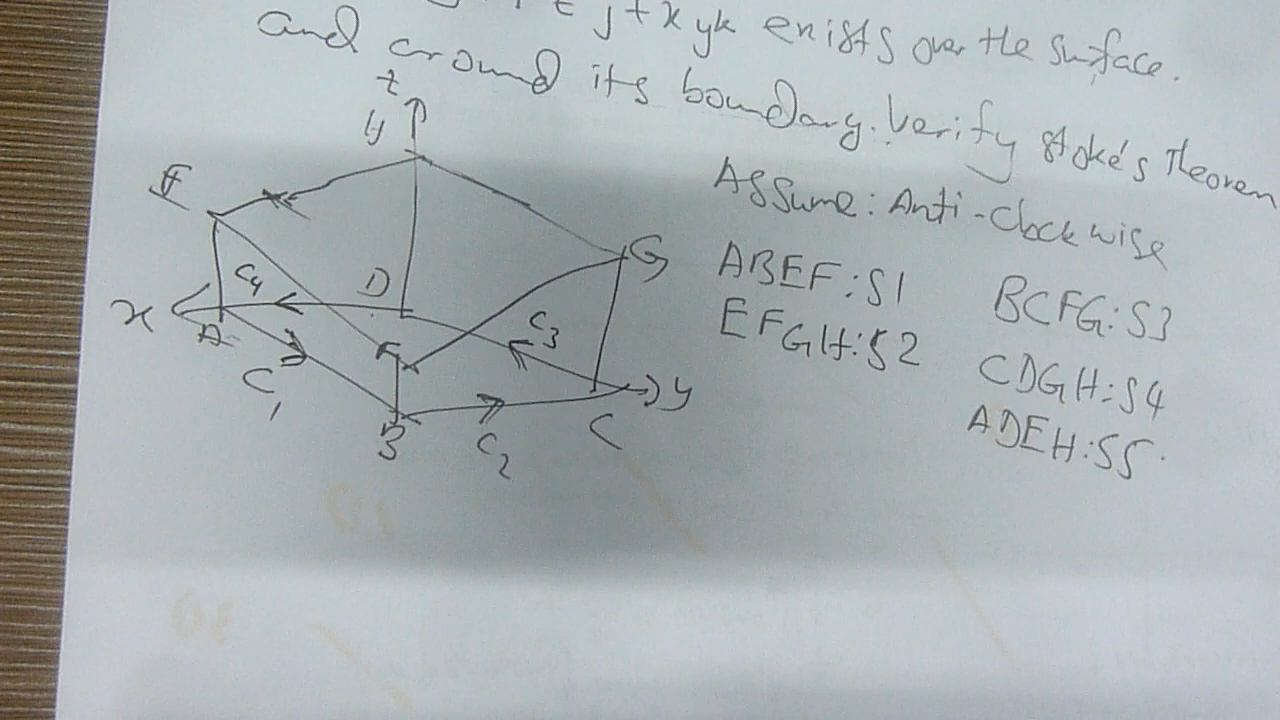 j + x yk exists over the surface.
and around its boundary. Verify stoke's Theorem
Assume: Anti-clockwise
ABEF: S1
BCFG: S3
EFGH: S2
CDGH: S4
ADEH: S5.
z
H
E
G
C4
D
x
A
C3
F
y
C1
B
C2
C